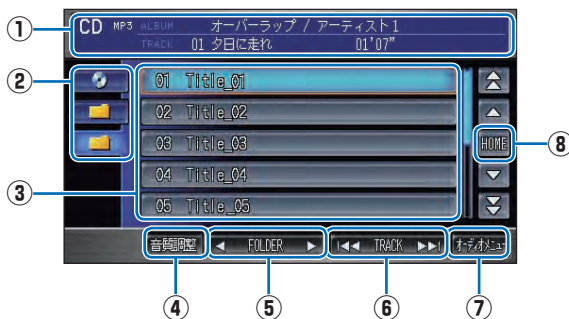 ①
CD MP3 ALBUM オーバーラップ / アーティスト1
TRACK 01 夕日に走れ 01'07”
②
01 Title_01
02 Title_02
03 Title_03
HOME
⑧
③
04 Title_04
05 Title_05
音質調整 ◀ FOLDER ▶ I◀◀ TRACK ▶▶I オーディオメニュー
④ ⑤ ⑥ ⑦